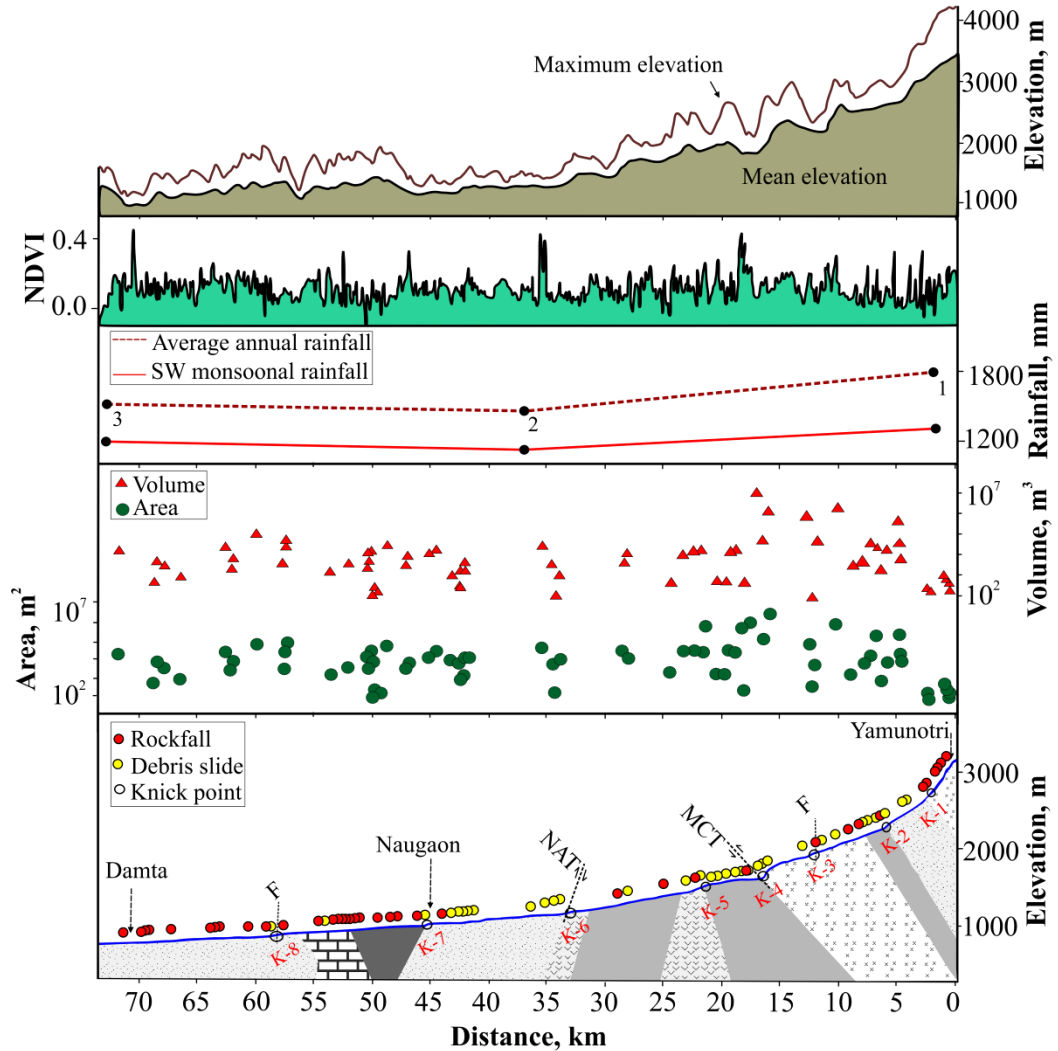 4000
3000
2000
1000
Elevation, m
Maximum elevation
Mean elevation
NDVI
0.4
0.0
Average annual rainfall
SW monsoonal rainfall
3
2
1
1800
1200
Rainfall, mm
Volume
Area
10⁷
10²
Volume, m³
10⁷
10²
Area, m²
Rockfall
Debris slide
Knick point
Yamunotri
F
MCT
NAT
Naugaon
F
Damta
K-1
K-2
K-3
K-4
K-5
K-6
K-7
K-8
3000
2000
1000
Elevation, m
70 65 60 55 50 45 40 35 30 25 20 15 10 5 0
Distance, km